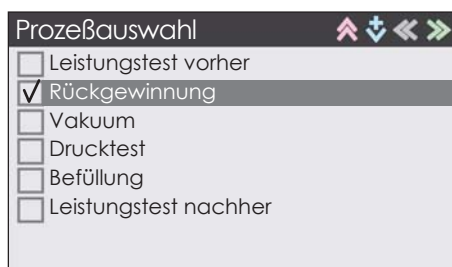 Prozeßauswahl
Leistungstest vorher
Rückgewinnung
Vakuum
Drucktest
Befüllung
Leistungstest nachher